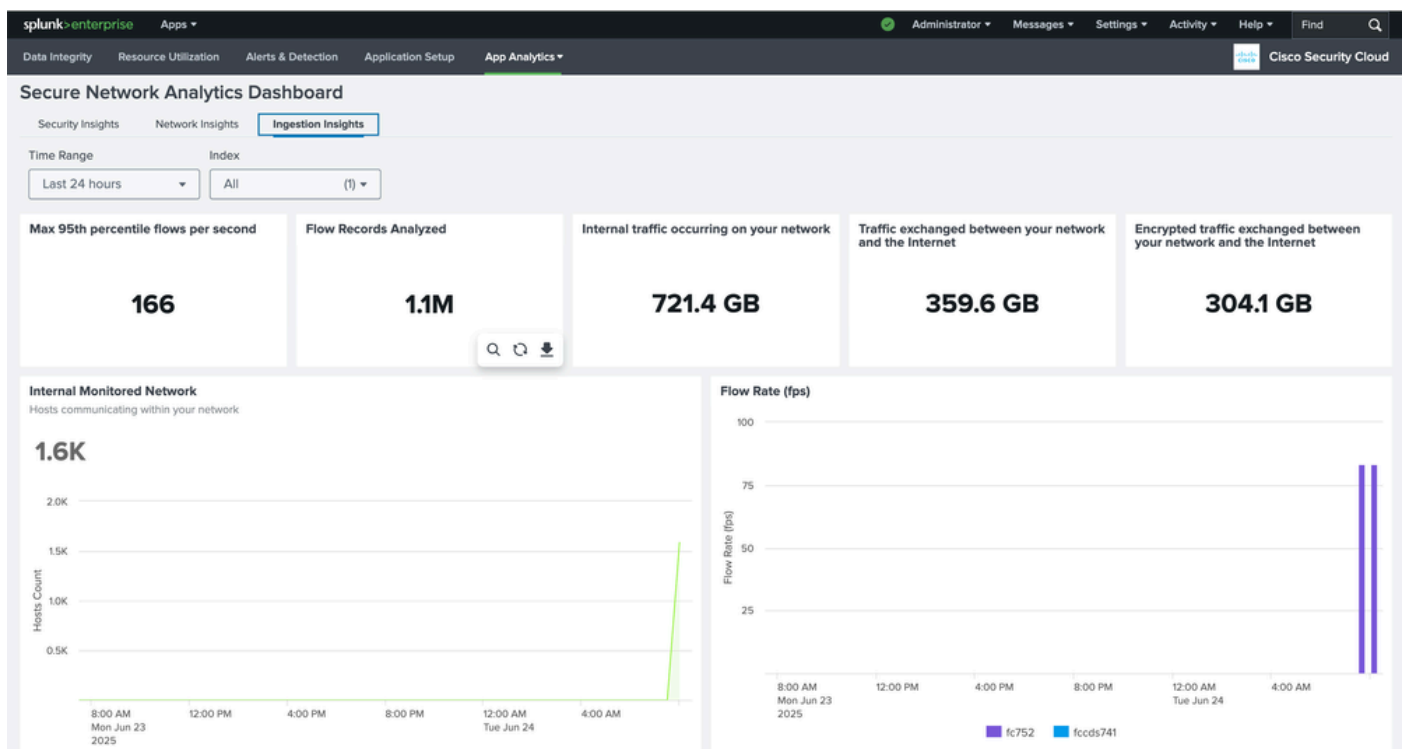 splunk>enterprise Apps Administrator Messages Settings Activity Help Find
Data Integrity Resource Utilization Alerts & Detection Application Setup App Analytics Cisco Security Cloud
Secure Network Analytics Dashboard
Security Insights Network Insights Ingestion Insights
Time Range Index
Last 24 hours All (1)
Max 95th percentile flows per second
166
Flow Records Analyzed
1.1M
Internal traffic occurring on your network
721.4 GB
Traffic exchanged between your network
and the Internet
359.6 GB
Encrypted traffic exchanged between
your network and the Internet
304.1 GB
Internal Monitored Network
Hosts communicating within your network
1.6K
Hosts Count
2.0K
1.5K
1.0K
0.5K
8:00 AM 12:00 PM 4:00 PM 8:00 PM 12:00 AM 4:00 AM
Mon Jun 23 Tue Jun 24
2025
Flow Rate (fps)
Flow Rate (fps)
100
75
50
25
8:00 AM 12:00 PM 4:00 PM 8:00 PM 12:00 AM 4:00 AM
Mon Jun 23 Tue Jun 24
2025
fc752 fccds741